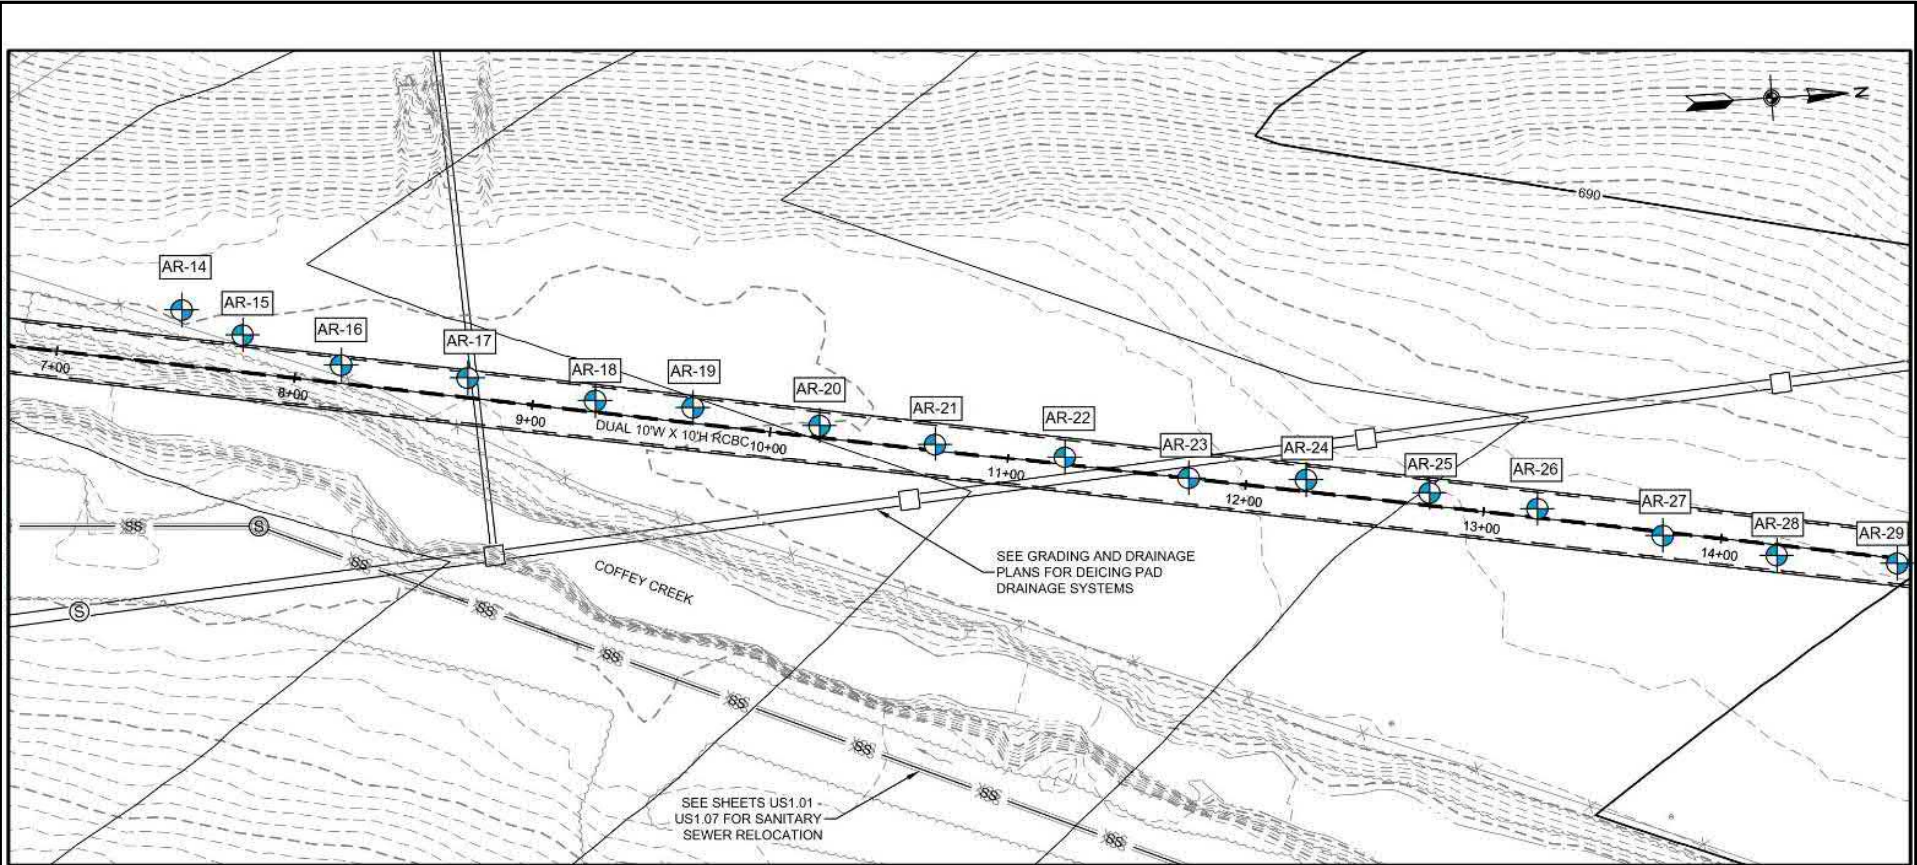 N
690
AR-14
AR-15
AR-16
AR-17
AR-18
AR-19
AR-20
AR-21
AR-22
AR-23
AR-24
AR-25
AR-26
AR-27
AR-28
AR-29
7+00
8+00
9+00
DUAL 10'W X 10'H RCBC
10+00
11+00
12+00
13+00
14+00
SS
S
SS
S
COFFEY CREEK
SS
SS
SS
SS
SS
SS
SEE GRADING AND DRAINAGE
PLANS FOR DEICING PAD
DRAINAGE SYSTEMS
SEE SHEETS US1.01 -
US1.07 FOR SANITARY
SEWER RELOCATION